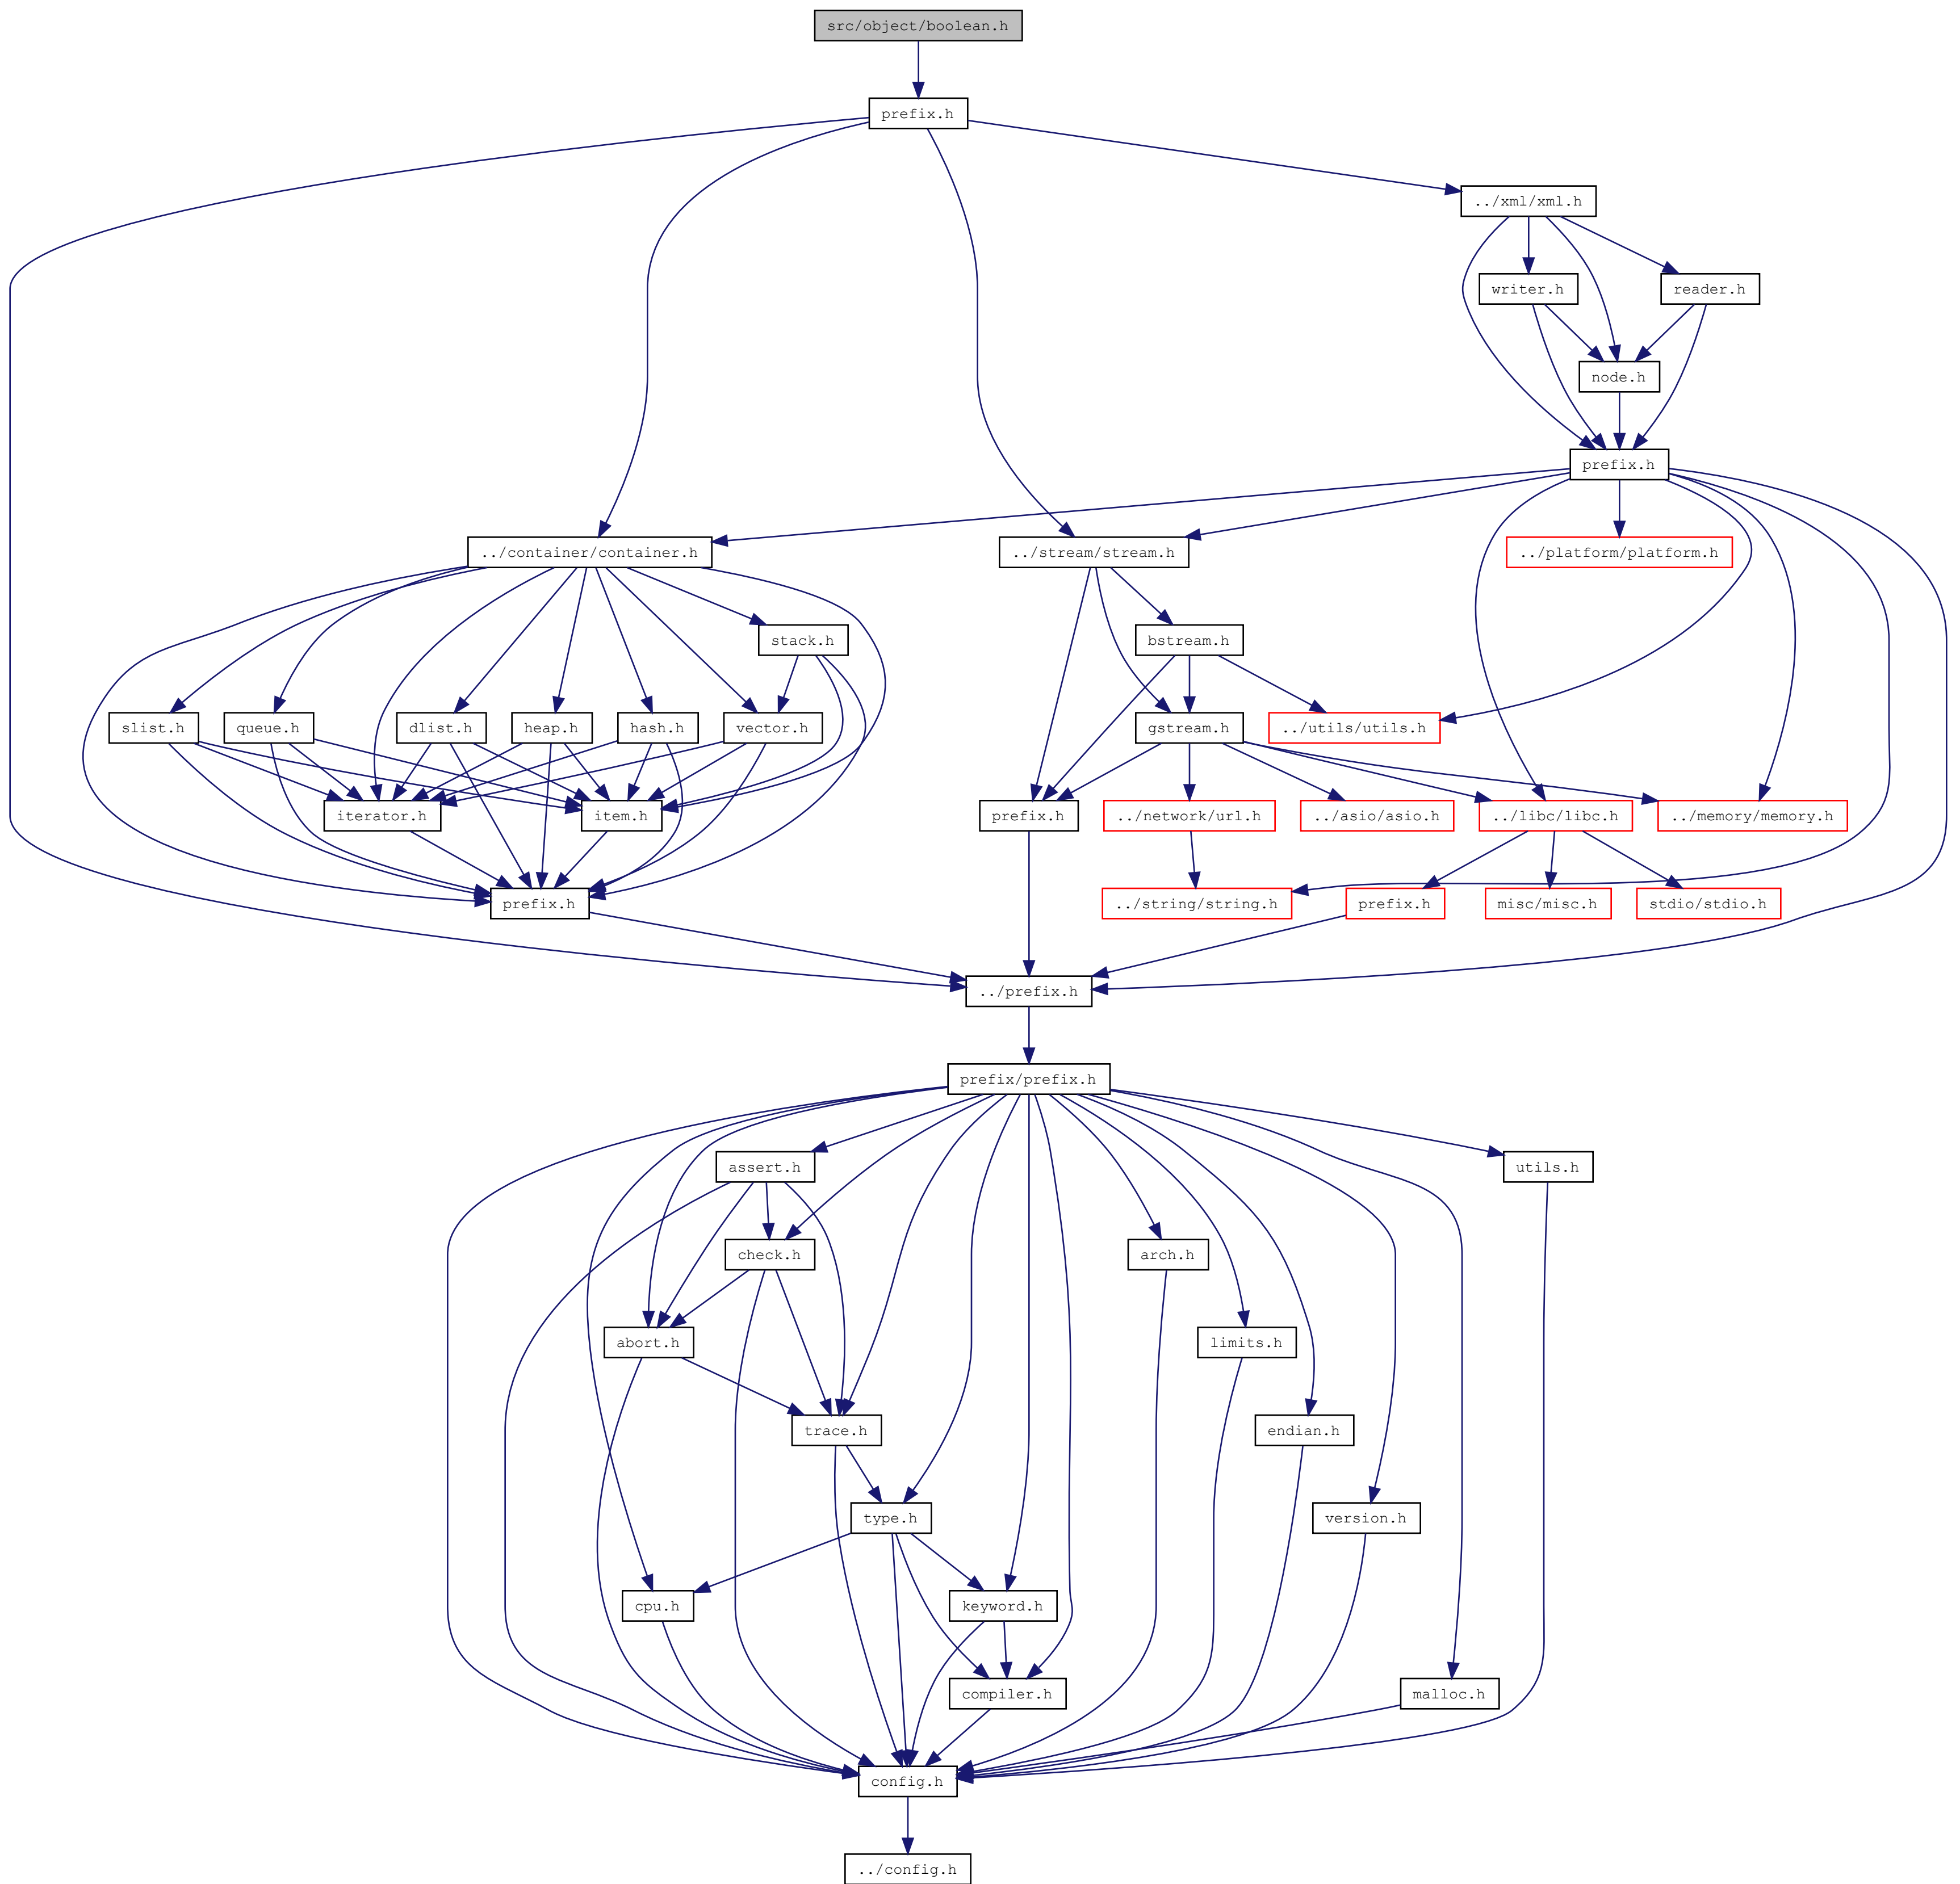 src/object/boolean.h
prefix.h
../xml/xml.h
writer.h
reader.h
node.h
prefix.h
../container/container.h
../stream/stream.h
../platform/platform.h
stack.h
bstream.h
slist.h
queue.h
dlist.h
heap.h
hash.h
vector.h
gstream.h
../utils/utils.h
iterator.h
item.h
prefix.h
../network/url.h
../asio/asio.h
../libc/libc.h
../memory/memory.h
prefix.h
../string/string.h
prefix.h
misc/misc.h
stdio/stdio.h
../prefix.h
prefix/prefix.h
assert.h
utils.h
check.h
arch.h
abort.h
limits.h
trace.h
endian.h
type.h
version.h
cpu.h
keyword.h
compiler.h
malloc.h
config.h
../config.h